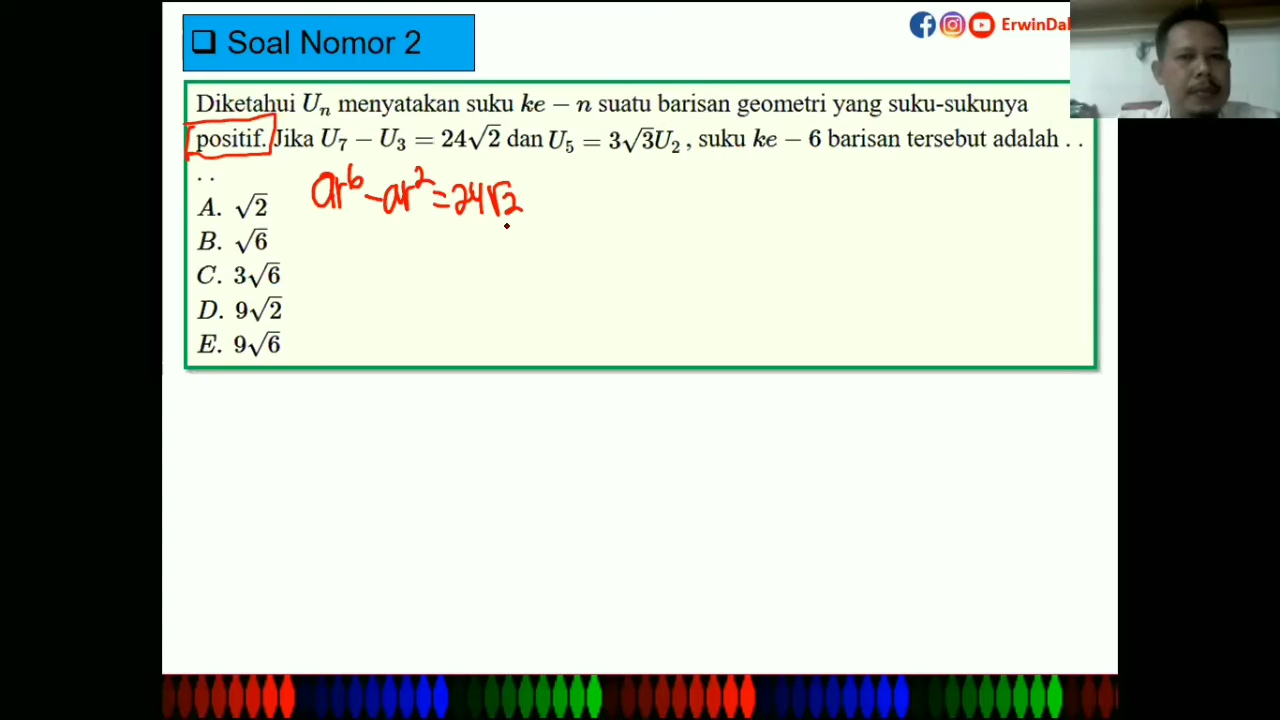 ❑ Soal Nomor 2
ErwinDal
Diketahui Uₙ menyatakan suku ke − n suatu barisan geometri yang suku-sukunya
positif. Jika U₇ − U₃ = 24√2 dan U₅ = 3√3U₂ , suku ke − 6 barisan tersebut adalah . .
. .
ar⁶ - ar² = 24√2
A. √2
B. √6
C. 3√6
D. 9√2
E. 9√6